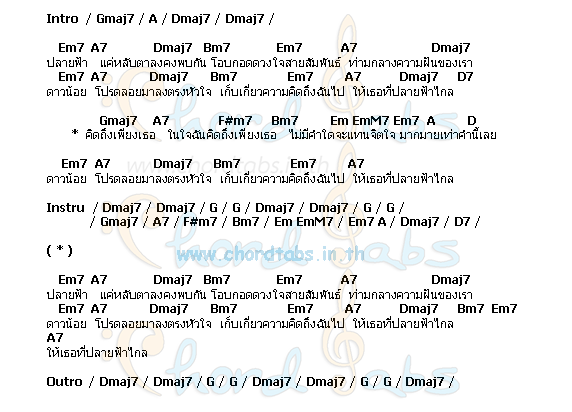 Intro / Gmaj7 / A / Dmaj7 / Dmaj7 /
Em7 A7 Dmaj7 Bm7 Em7 A7 Dmaj7
ปลายฟ้า แค่หลับตาลงคงพบกัน โอบกอดดวงใจสายสัมพันธ์ ท่ามกลางความฝันของเรา
Em7 A7 Dmaj7 Bm7 Em7 A7 Dmaj7 D7
ดาวน้อย โปรดลอยมาลงตรงหัวใจ เก็บเกี่ยวความคิดถึงฉันไป ให้เธอที่ปลายฟ้าไกล
Gmaj7 A7 F#m7 Bm7 Em EmM7 Em7 A D
* คิดถึงเพียงเธอ ในใจฉันคิดถึงเพียงเธอ ไม่มีคำใดจะแทนจิตใจ มากมายเท่าคำนี้เลย
Em7 A7 Dmaj7 Bm7 Em7 A7
ดาวน้อย โปรดลอยมาลงตรงหัวใจ เก็บเกี่ยวความคิดถึงฉันไป ให้เธอที่ปลายฟ้าไกล
Instru / Dmaj7 / Dmaj7 / G / G / Dmaj7 / Dmaj7 / G / G /
/ Gmaj7 / A7 / F#m7 / Bm7 / Em EmM7 / Em7 A / Dmaj7 / D7 /
( * )
www.chordtabs.in.th
Em7 A7 Dmaj7 Bm7 Em7 A7 Dmaj7
ปลายฟ้า แค่หลับตาลงคงพบกัน โอบกอดดวงใจสายสัมพันธ์ ท่ามกลางความฝันของเรา
Em7 A7 Dmaj7 Bm7 Em7 A7 Dmaj7 Bm7 Em7
ดาวน้อย โปรดลอยมาลงตรงหัวใจ เก็บเกี่ยวความคิดถึงฉันไป ให้เธอที่ปลายฟ้าไกล
A7
ให้เธอที่ปลายฟ้าไกล
Outro / Dmaj7 / Dmaj7 / G / G / Dmaj7 / Dmaj7 / G / G / Dmaj7 /